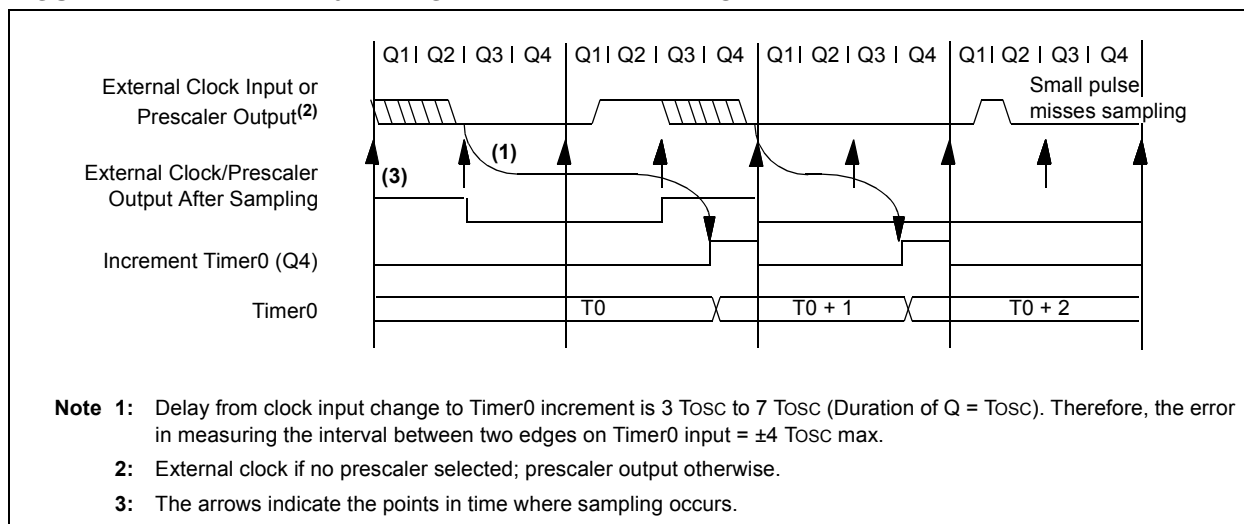 Q1 | Q2 | Q3 | Q4 Q1 | Q2 | Q3 | Q4 Q1 | Q2 | Q3 | Q4 Q1 | Q2 | Q3 | Q4
External Clock Input or
Prescaler Output(2)
Small pulse
misses sampling
(1)
External Clock/Prescaler
Output After Sampling
(3)
Increment Timer0 (Q4)
Timer0
T0
T0 + 1
T0 + 2
Note 1: Delay from clock input change to Timer0 increment is 3 TOSC to 7 TOSC (Duration of Q = TOSC). Therefore, the error
in measuring the interval between two edges on Timer0 input = ±4 TOSC max.
2: External clock if no prescaler selected; prescaler output otherwise.
3: The arrows indicate the points in time where sampling occurs.